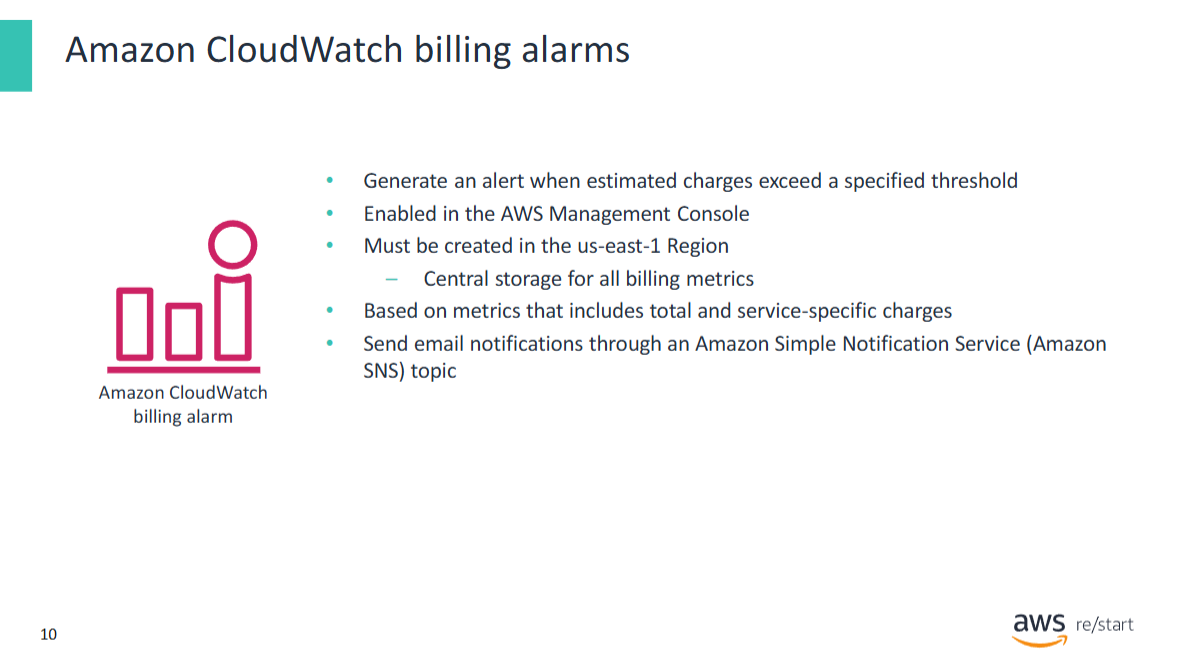 Amazon CloudWatch billing alarms
• Generate an alert when estimated charges exceed a specified threshold
• Enabled in the AWS Management Console
• Must be created in the us-east-1 Region
– Central storage for all billing metrics
• Based on metrics that includes total and service-specific charges
• Send email notifications through an Amazon Simple Notification Service (Amazon
SNS) topic
Amazon CloudWatch
billing alarm
10
aws re/start